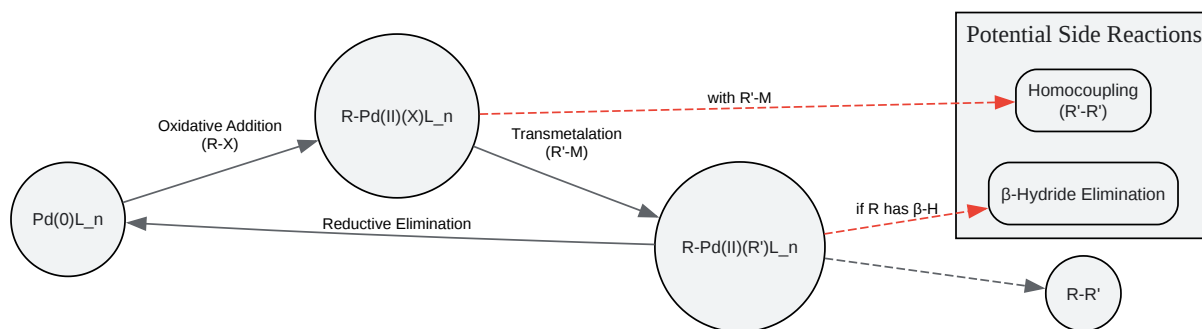 Potential Side Reactions
Homocoupling
(R'-R')
with R'-M
R-Pd(II)(X)L_n
Oxidative Addition
(R-X)
Transmetalation
(R'-M)
β-Hydride Elimination
if R has β-H
Pd(0)L_n
Reductive Elimination
R-Pd(II)(R')L_n
R-R'